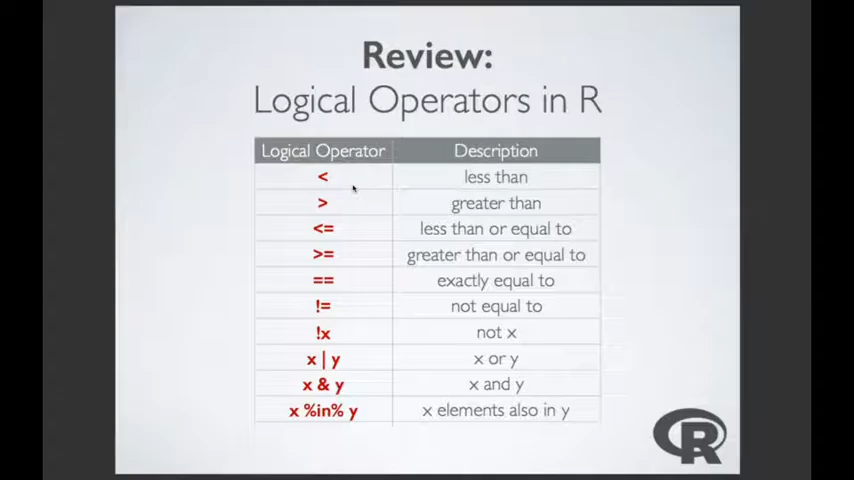 Review:
Logical Operators in R
Logical Operator Description
< less than
> greater than
<= less than or equal to
>= greater than or equal to
== exactly equal to
!= not equal to
!x not x
x | y x or y
x & y x and y
x %in% y x elements also in y
R